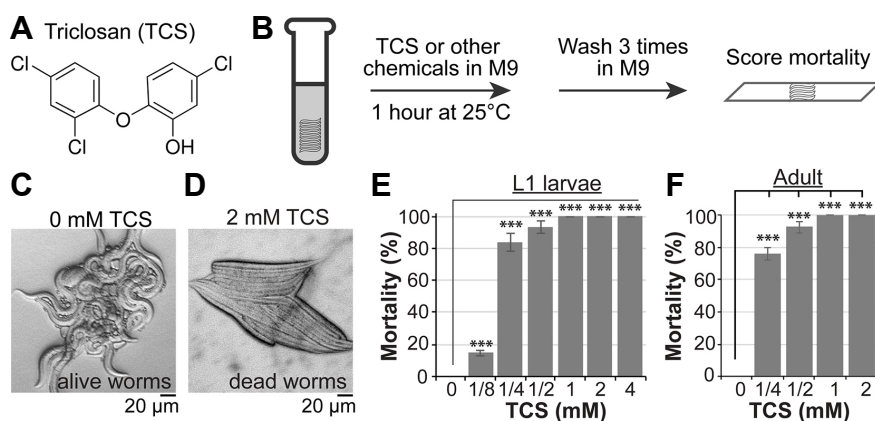 A Triclosan (TCS)
Cl
Cl
O
Cl
OH
B
TCS or other
chemicals in M9
1 hour at 25°C
Wash 3 times
in M9
Score mortality
C
0 mM TCS
alive worms
20 µm
D
2 mM TCS
dead worms
20 µm
E
L1 larvae
Mortality (%)
100
80
60
40
20
0
*** *** *** *** *** ***
0 1/8 1/4 1/2 1 2 4
TCS (mM)
F
Adult
Mortality (%)
100
80
60
40
20
0
*** *** *** ***
0 1/4 1/2 1 2
TCS (mM)